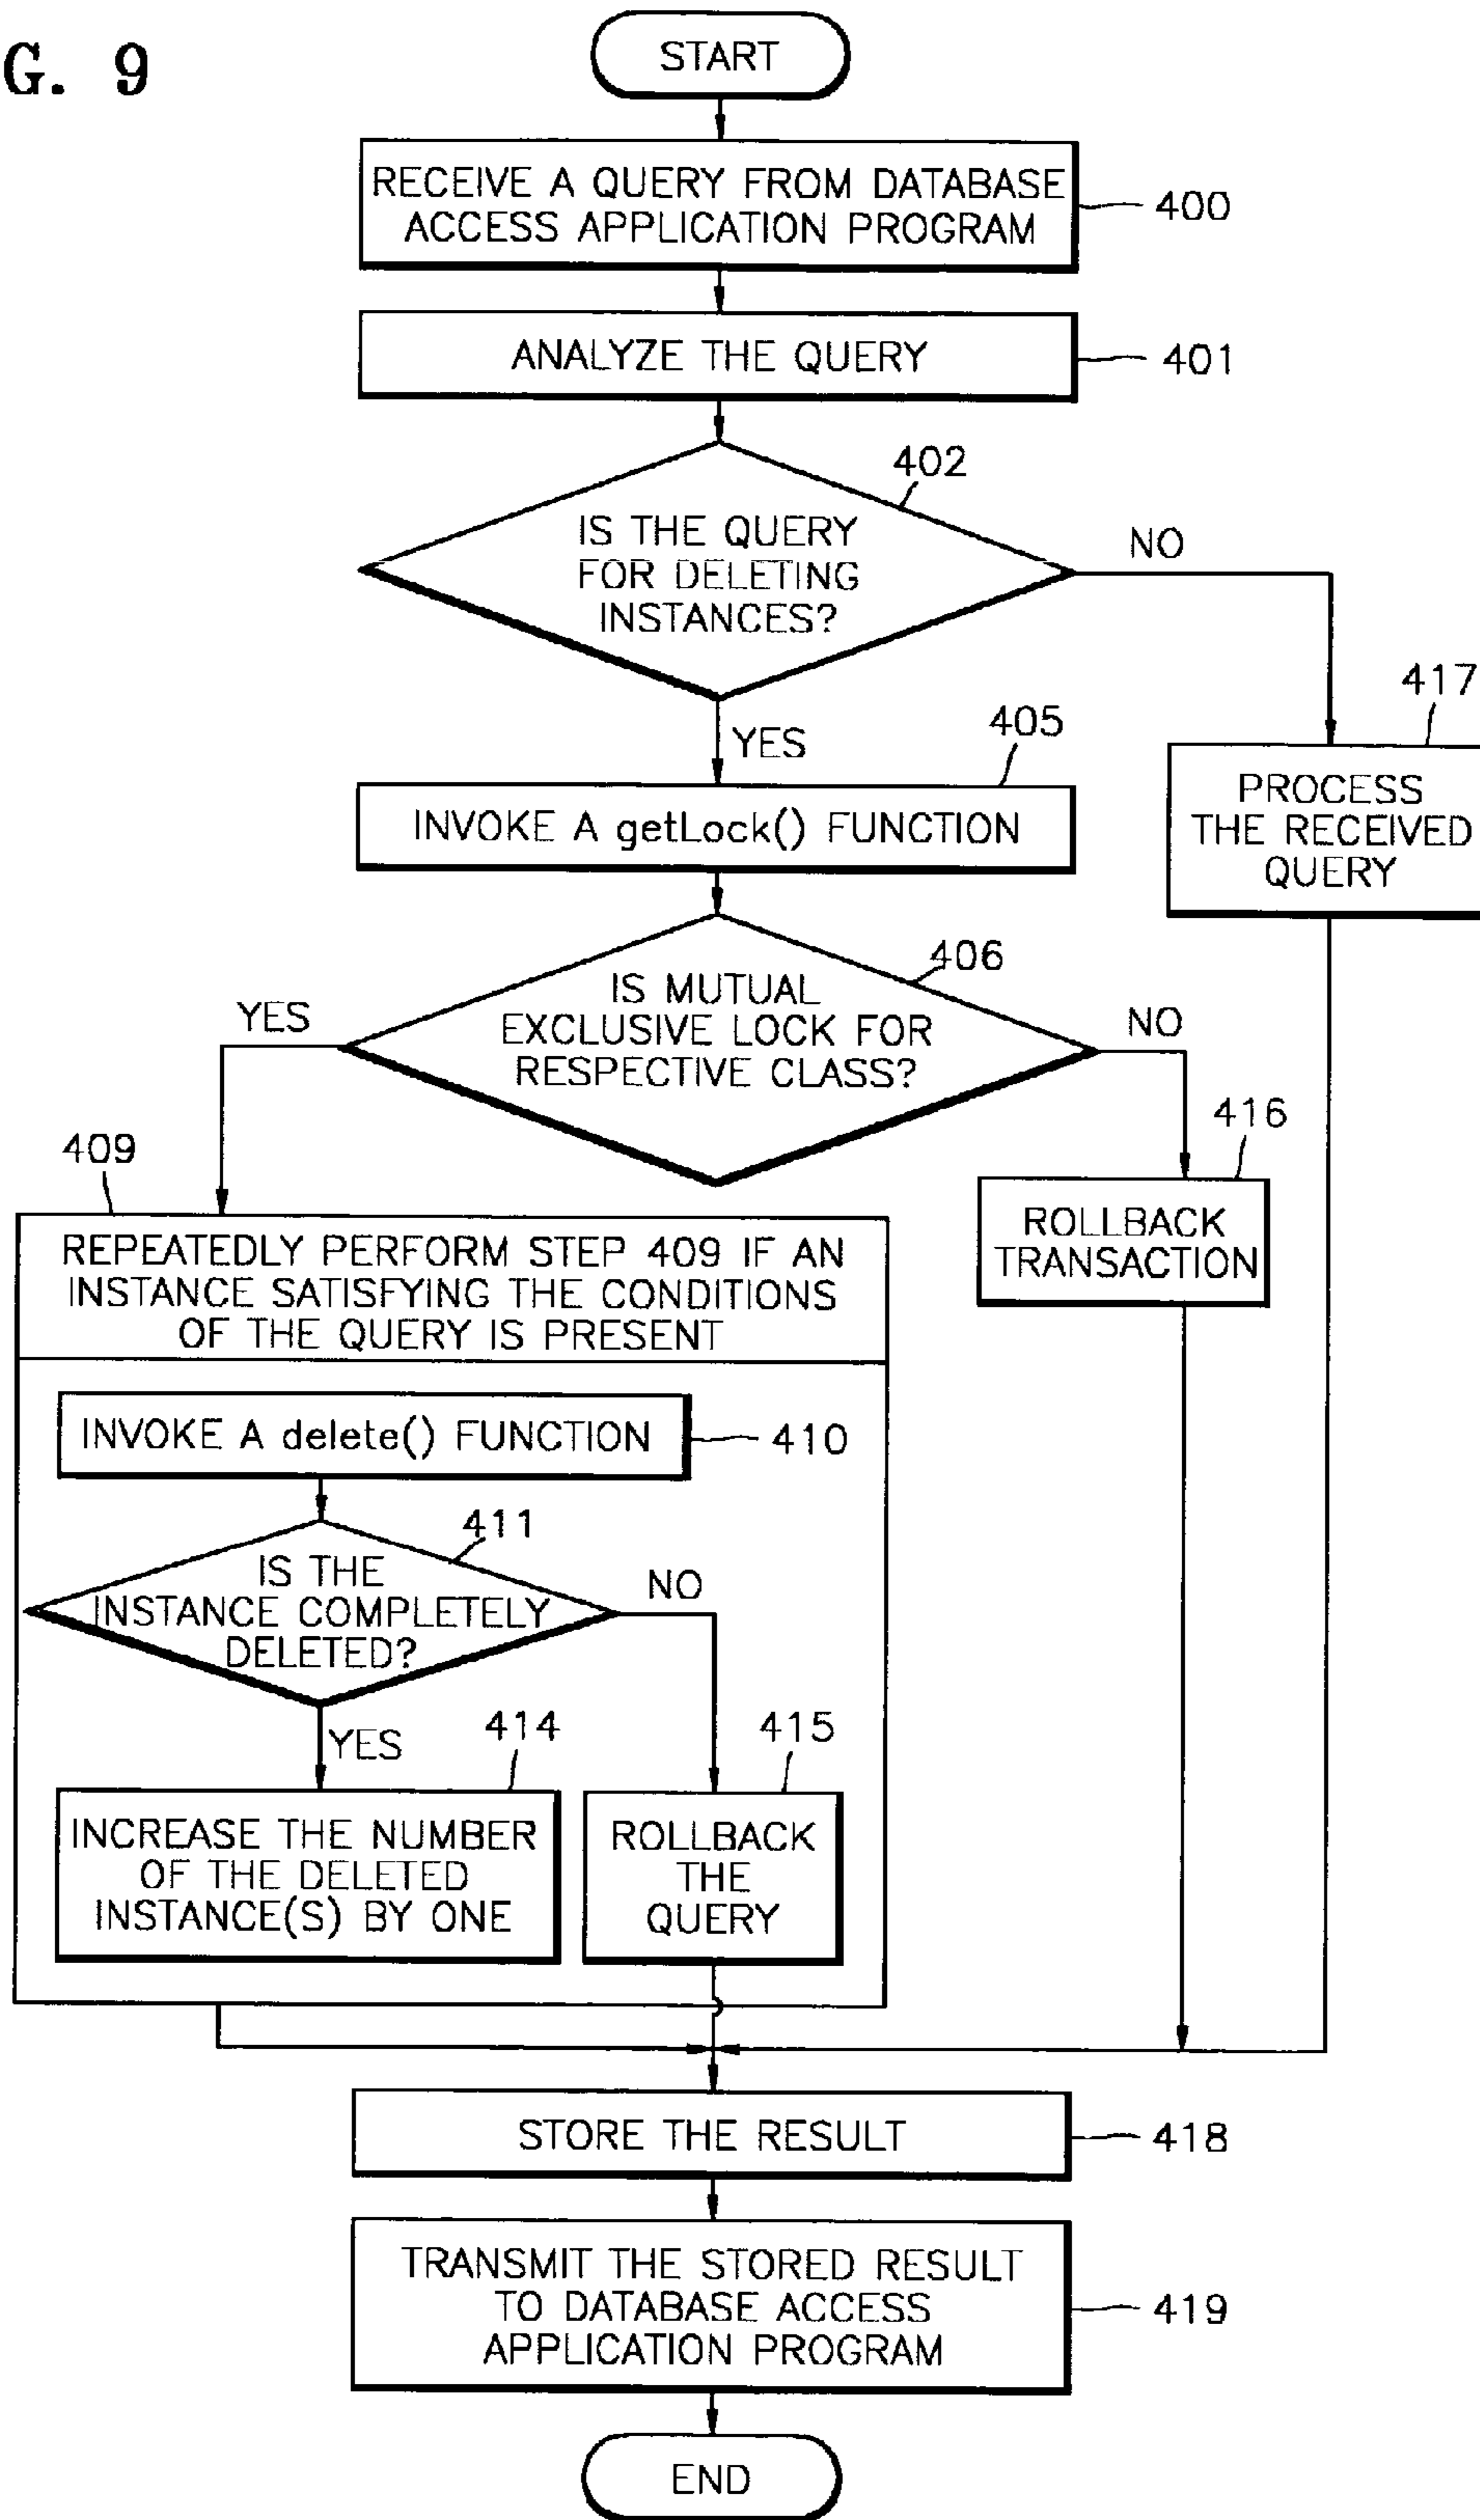 G. 9
START
RECEIVE A QUERY FROM DATABASE
ACCESS APPLICATION PROGRAM
400
ANALYZE THE QUERY
401
402
IS THE QUERY
FOR DELETING
INSTANCES?
NO
YES
417
PROCESS
THE RECEIVED
QUERY
405
INVOKE A getLock() FUNCTION
406
IS MUTUAL
EXCLUSIVE LOCK FOR
RESPECTIVE CLASS?
YES
NO
416
ROLLBACK
TRANSACTION
409
REPEATEDLY PERFORM STEP 409 IF AN
INSTANCE SATISFYING THE CONDITIONS
OF THE QUERY IS PRESENT
INVOKE A delete() FUNCTION
410
411
IS THE
INSTANCE COMPLETELY
DELETED?
NO
YES
414
INCREASE THE NUMBER
OF THE DELETED
INSTANCE(S) BY ONE
415
ROLLBACK
THE
QUERY
STORE THE RESULT
418
TRANSMIT THE STORED RESULT
TO DATABASE ACCESS
APPLICATION PROGRAM
419
END